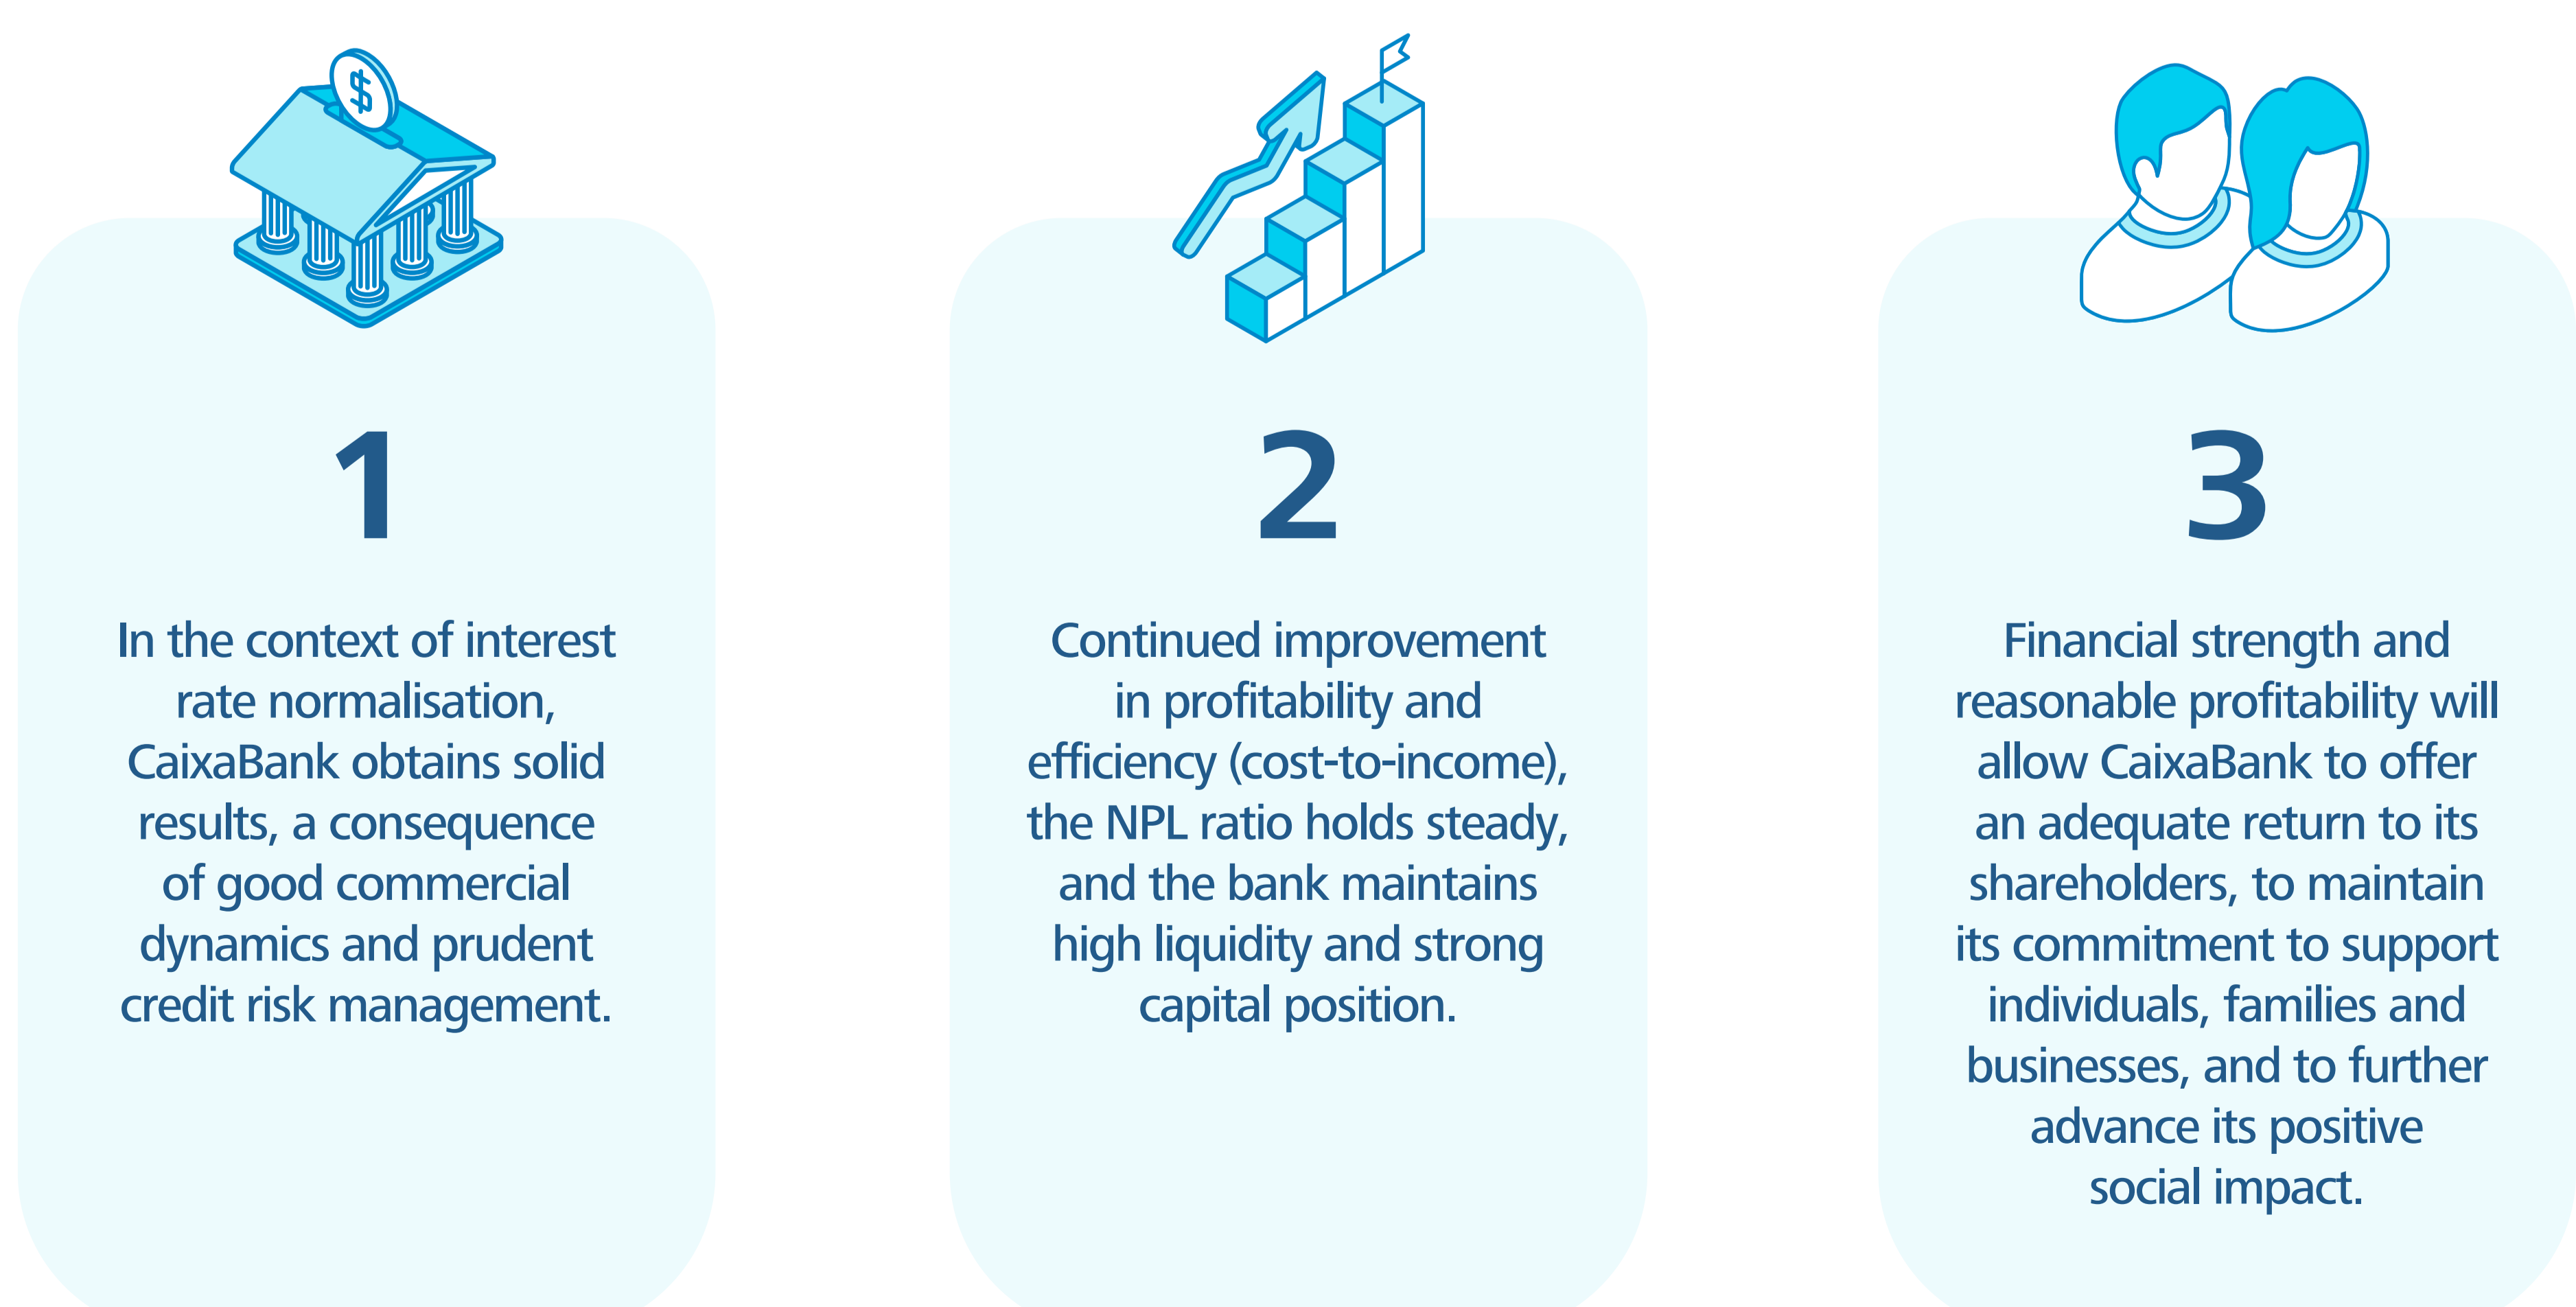 $
1
In the context of interest
rate normalisation,
CaixaBank obtains solid
results, a consequence
of good commercial
dynamics and prudent
credit risk management.
2
Continued improvement
in profitability and
efficiency (cost-to-income),
the NPL ratio holds steady,
and the bank maintains
high liquidity and strong
capital position.
3
Financial strength and
reasonable profitability will
allow CaixaBank to offer
an adequate return to its
shareholders, to maintain
its commitment to support
individuals, families and
businesses, and to further
advance its positive
social impact.